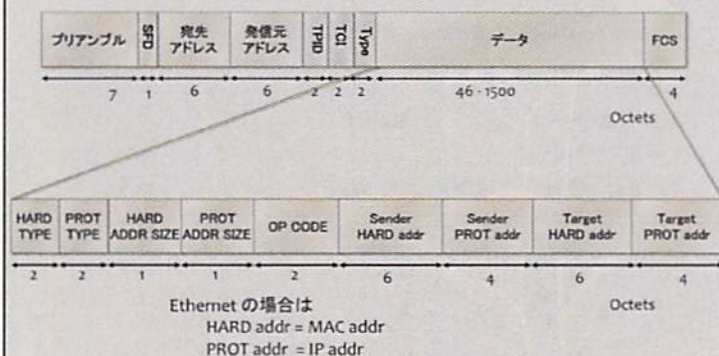 プリアンブル SFD 宛先アドレス 発信元アドレス TPID TCI Type データ FCS
7 1 6 6 2 2 2 46 - 1500 4
Octets
HARD TYPE PROT TYPE HARD ADDR SIZE PROT ADDR SIZE OP CODE Sender HARD addr Sender PROT addr Target HARD addr Target PROT addr
2 2 1 1 2 6 4 6 4
Ethernet の場合は Octets
HARD addr = MAC addr
PROT addr = IP addr